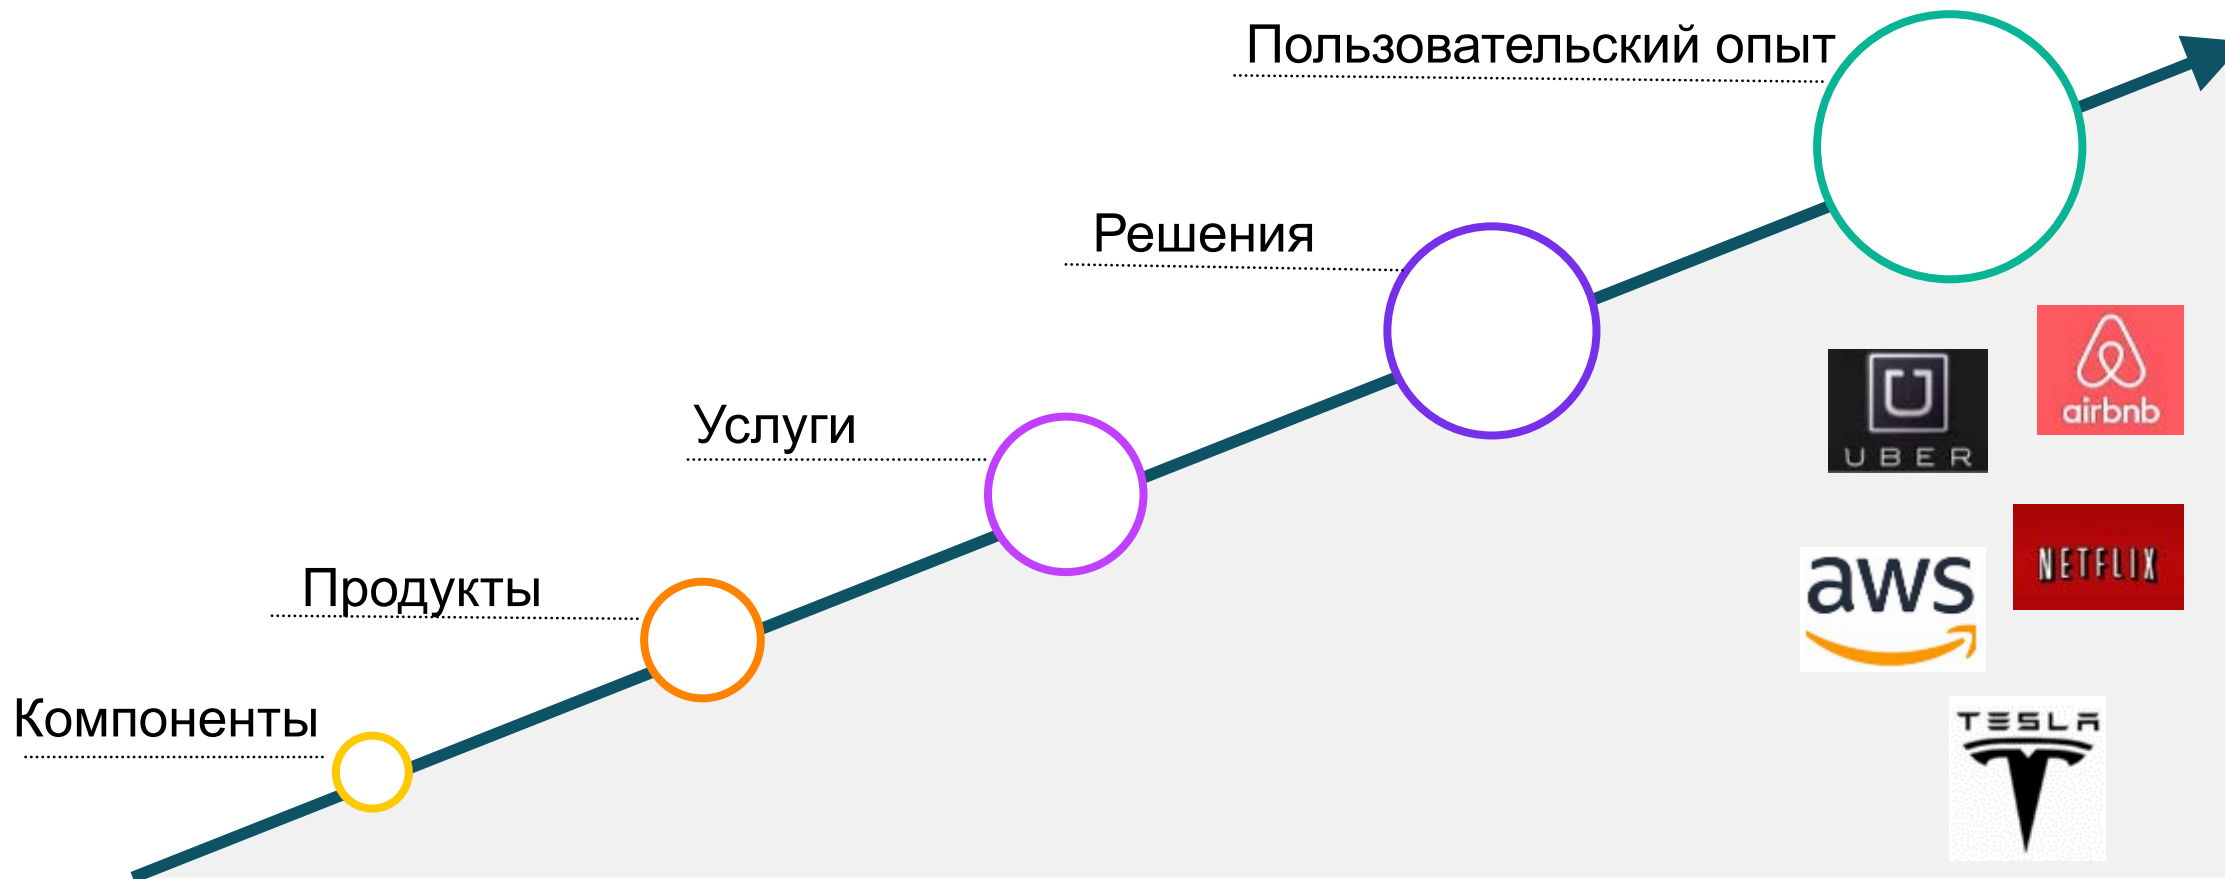 Пользовательский опыт
Решения
Услуги
Продукты
Компоненты
airbnb
UBER
NETFLIX
aws
TESLA